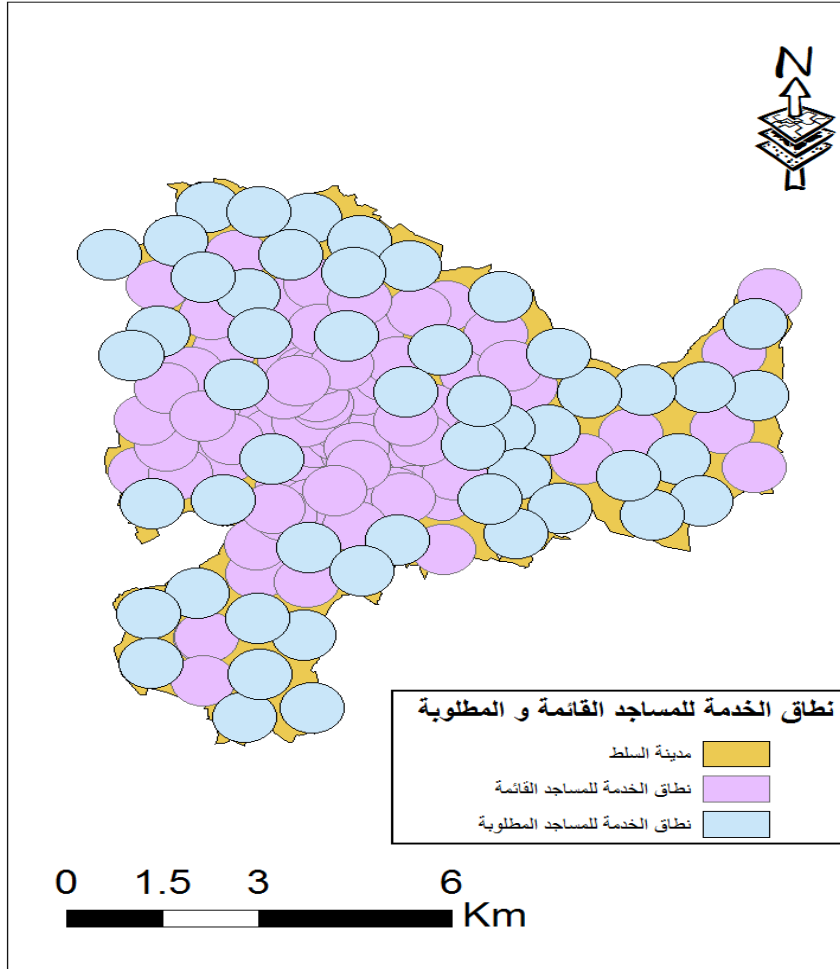 N
نطاق الخدمة للمساجد القائمة و المطلوبة
مدينة السلط
نطاق الخدمة للمساجد القائمة
نطاق الخدمة للمساجد المطلوبة
0 1.5 3 6
Km